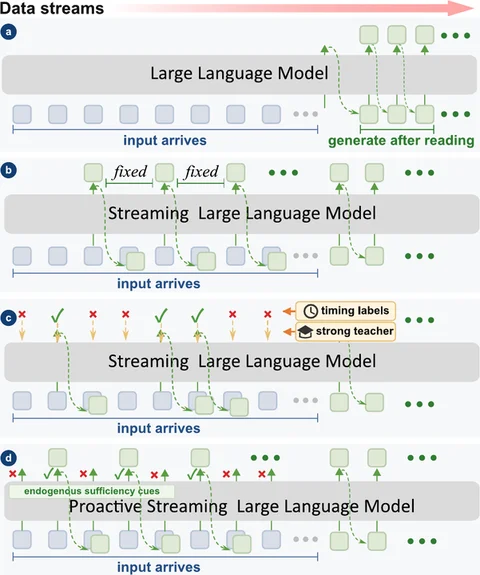 Data streams
a
Large Language Model
input arrives
generate after reading
b
fixed
fixed
Streaming Large Language Model
input arrives
c
timing labels
strong teacher
Streaming Large Language Model
input arrives
d
endogenous sufficiency cues
Proactive Streaming Large Language Model
input arrives